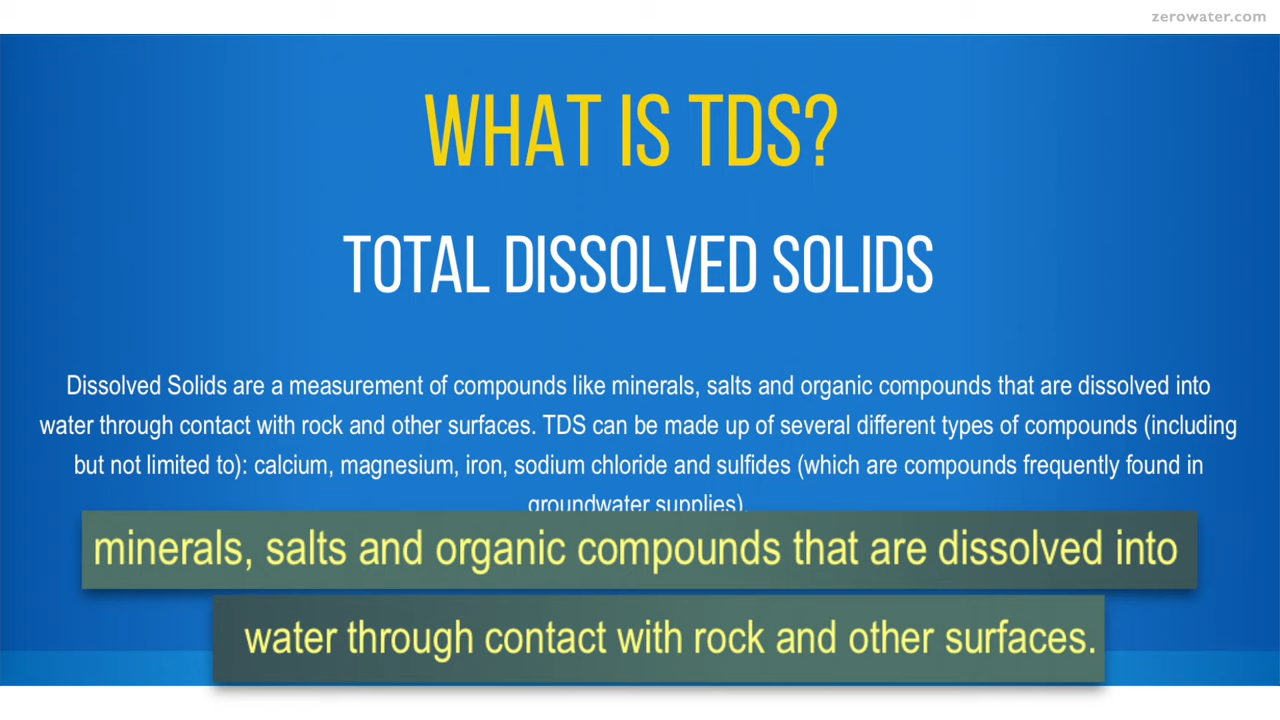 zerowater.com
WHAT IS TDS?
TOTAL DISSOLVED SOLIDS
Dissolved Solids are a measurement of compounds like minerals, salts and organic compounds that are dissolved into
water through contact with rock and other surfaces. TDS can be made up of several different types of compounds (including
but not limited to): calcium, magnesium, iron, sodium chloride and sulfides (which are compounds frequently found in
groundwater supplies).
minerals, salts and organic compounds that are dissolved into
water through contact with rock and other surfaces.